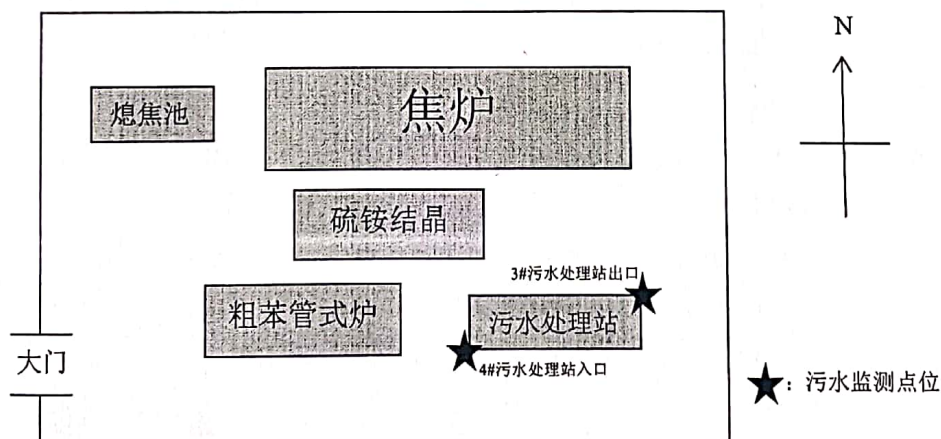 N
熄焦池
焦炉
硫铵结晶
3#污水处理站出口
粗苯管式炉
污水处理站
大门
4#污水处理站入口
★：污水监测点位